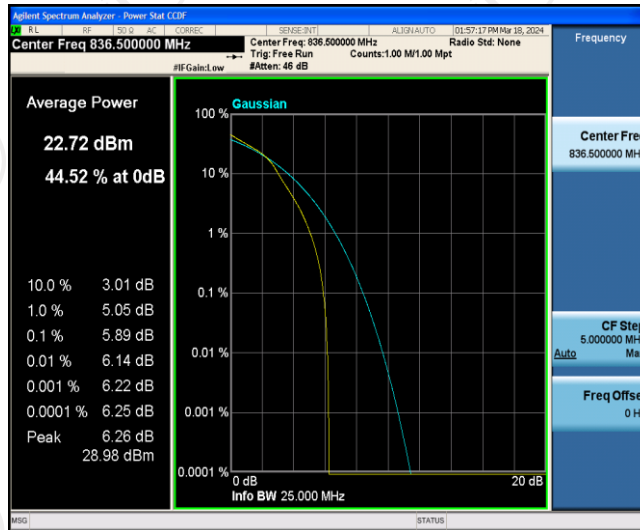 Agilent Spectrum Analyzer - Power Stat CCDF
RL RF 50 Ω AC CORREC SENSE:INT ALIGNAUTO 01:57:17 PM Mar 18, 2024
Center Freq 836.500000 MHz
Center Freq: 836.500000 MHz Radio Std: None
Trig: Free Run Counts:1.00 M/1.00 Mpt
#IFGain:Low #Atten: 46 dB
Frequency
Average Power
22.72 dBm
44.52 % at 0dB
10.0 % 3.01 dB
1.0 % 5.05 dB
0.1 % 5.89 dB
0.01 % 6.14 dB
0.001 % 6.22 dB
0.0001 % 6.25 dB
Peak 6.26 dB
28.98 dBm
Gaussian
100 %
10 %
1 %
0.1 %
0.01 %
0.001 %
0.0001 %
0 dB 20 dB
Info BW 25.000 MHz
Center Fre
836.500000 MH
CF Step
5.000000 MH
Auto Ma
Freq Offse
0 H
MSG STATUS